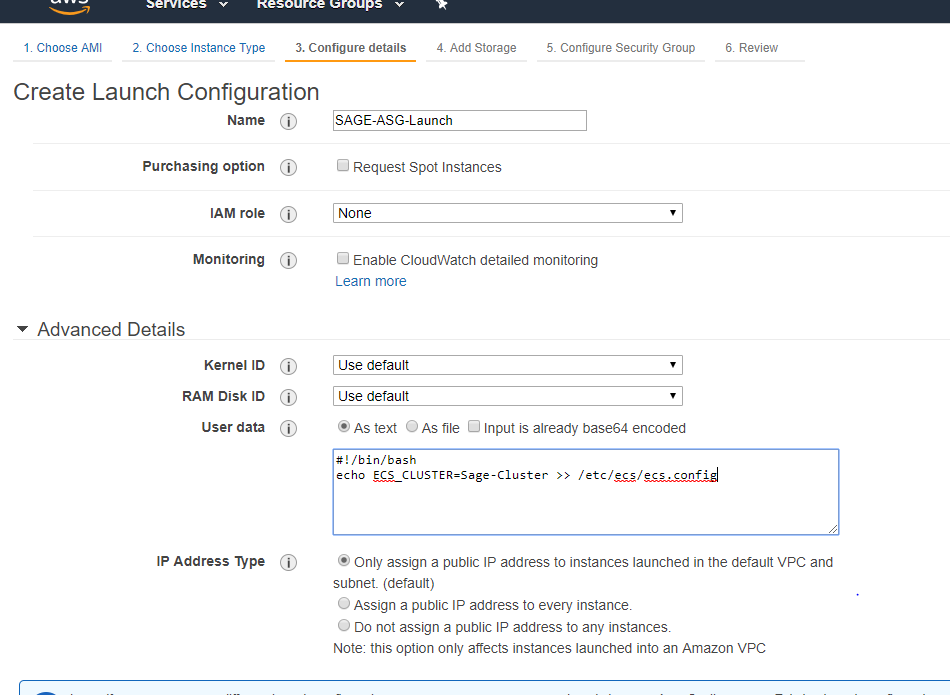 aws Services Resource Groups
1. Choose AMI 2. Choose Instance Type 3. Configure details 4. Add Storage 5. Configure Security Group 6. Review
Create Launch Configuration
Name i SAGE-ASG-Launch
Purchasing option i Request Spot Instances
IAM role i None
Monitoring i Enable CloudWatch detailed monitoring
Learn more
Advanced Details
Kernel ID i Use default
RAM Disk ID i Use default
User data i As text As file Input is already base64 encoded
#!/bin/bash
echo ECS_CLUSTER=Sage-Cluster >> /etc/ecs/ecs.config
IP Address Type i Only assign a public IP address to instances launched in the default VPC and
subnet. (default)
Assign a public IP address to every instance.
Do not assign a public IP address to any instances.
Note: this option only affects instances launched into an Amazon VPC